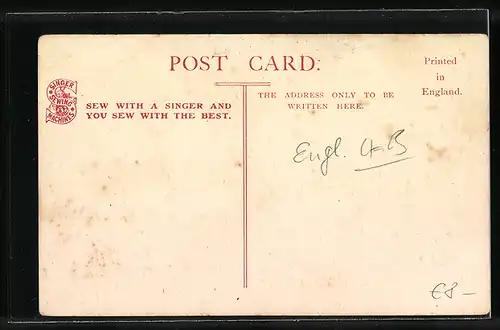 POST CARD:
Printed
in
England.
SINGER
SEWING
MACHINES
SEW WITH A SINGER AND
YOU SEW WITH THE BEST.
THE ADDRESS ONLY TO BE
WRITTEN HERE.
Engl.
€8-